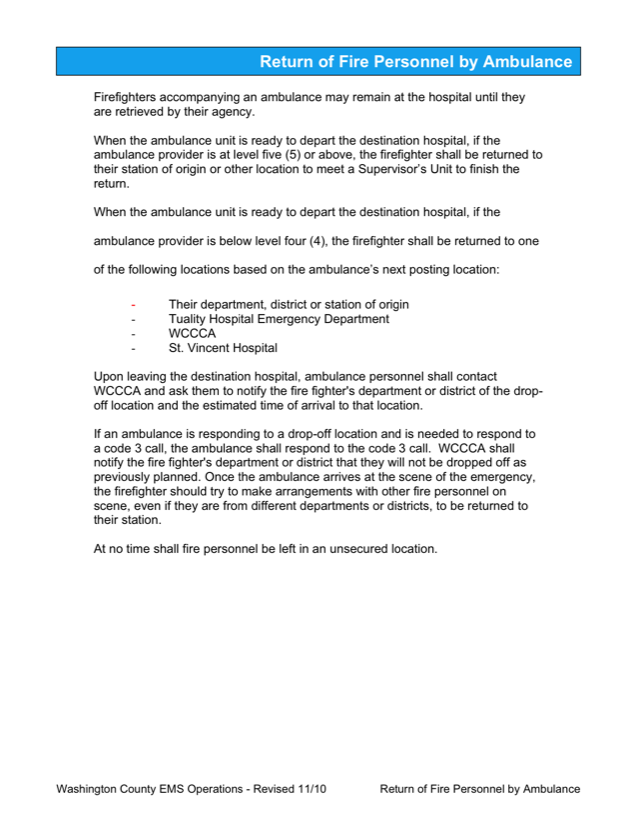 Return of Fire Personnel by Ambulance
Firefighters accompanying an ambulance may remain at the hospital until they
are retrieved by their agency.
When the ambulance unit is ready to depart the destination hospital, if the
ambulance provider is at level five (5) or above, the firefighter shall be returned to
their station of origin or other location to meet a Supervisor's Unit to finish the
return.
When the ambulance unit is ready to depart the destination hospital, if the
ambulance provider is below level four (4), the firefighter shall be returned to one
of the following locations based on the ambulance's next posting location:
- Their department, district or station of origin
- Tuality Hospital Emergency Department
- WCCCA
- St. Vincent Hospital
Upon leaving the destination hospital, ambulance personnel shall contact
WCCCA and ask them to notify the fire fighter's department or district of the drop-
off location and the estimated time of arrival to that location.
If an ambulance is responding to a drop-off location and is needed to respond to
a code 3 call, the ambulance shall respond to the code 3 call.  WCCCA shall
notify the fire fighter's department or district that they will not be dropped off as
previously planned. Once the ambulance arrives at the scene of the emergency,
the firefighter should try to make arrangements with other fire personnel on
scene, even if they are from different departments or districts, to be returned to
their station.
At no time shall fire personnel be left in an unsecured location.
Washington County EMS Operations - Revised 11/10 Return of Fire Personnel by Ambulance